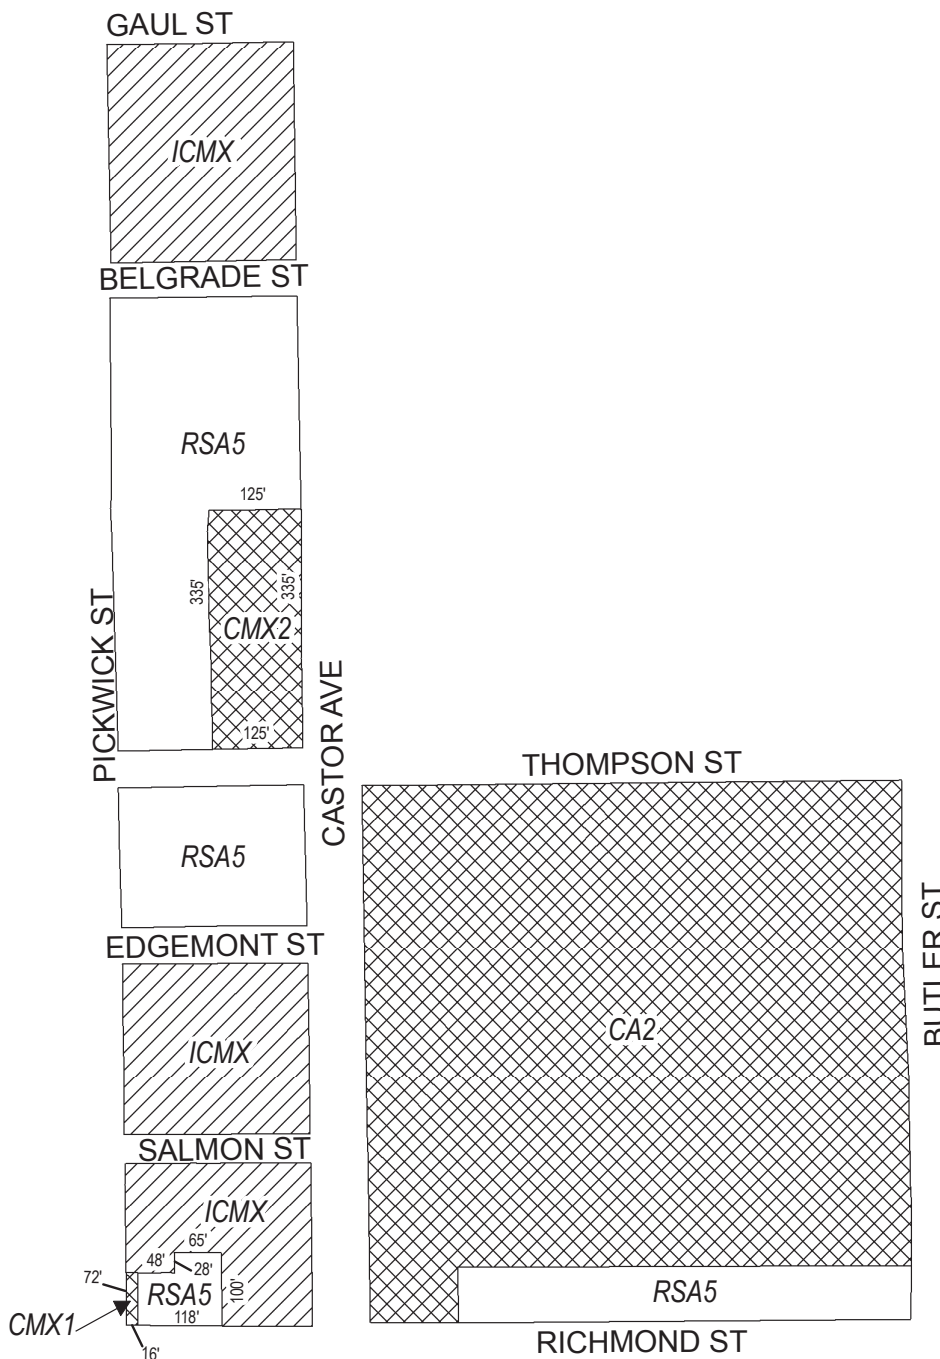 GAUL ST
ICMX
BELGRADE ST
RSA5
125'
335'
335'
CMX2
125'
PICKWICK ST
CASTOR AVE
THOMPSON ST
RSA5
BUTLER ST
EDGEMONT ST
CA2
ICMX
SALMON ST
ICMX
65'
48'
28'
72'
RSA5
100'
118'
CMX1
16'
RSA5
RICHMOND ST